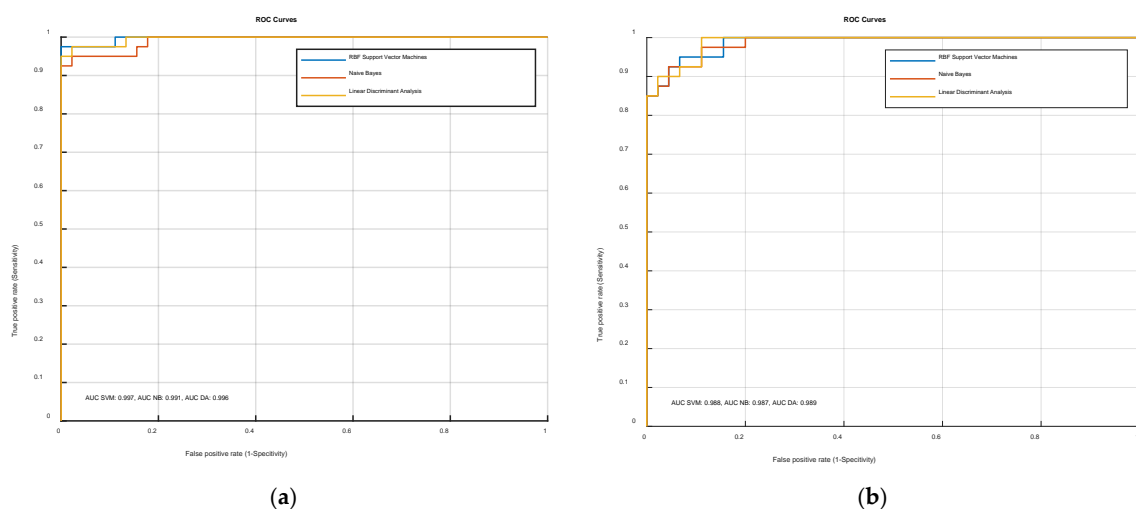 ROC Curves
1
0.9
0.8
0.7
0.6
0.5
0.4
0.3
0.2
0.1
0
True positive rate (Sensitivity)
RBF Support Vector Machines
Naive Bayes
Linear Discriminant Analysis
AUC SVM: 0.997, AUC NB: 0.991, AUC DA: 0.996
0 0.2 0.4 0.6 0.8 1
False positive rate (1-Specitivity)
(a)
ROC Curves
1
0.9
0.8
0.7
0.6
0.5
0.4
0.3
0.2
0.1
0
True positive rate (Sensitivity)
RBF Support Vector Machines
Naive Bayes
Linear Discriminant Analysis
AUC SVM: 0.988, AUC NB: 0.987, AUC DA: 0.989
0 0.2 0.4 0.6 0.8
False positive rate (1-Specitivity)
(b)